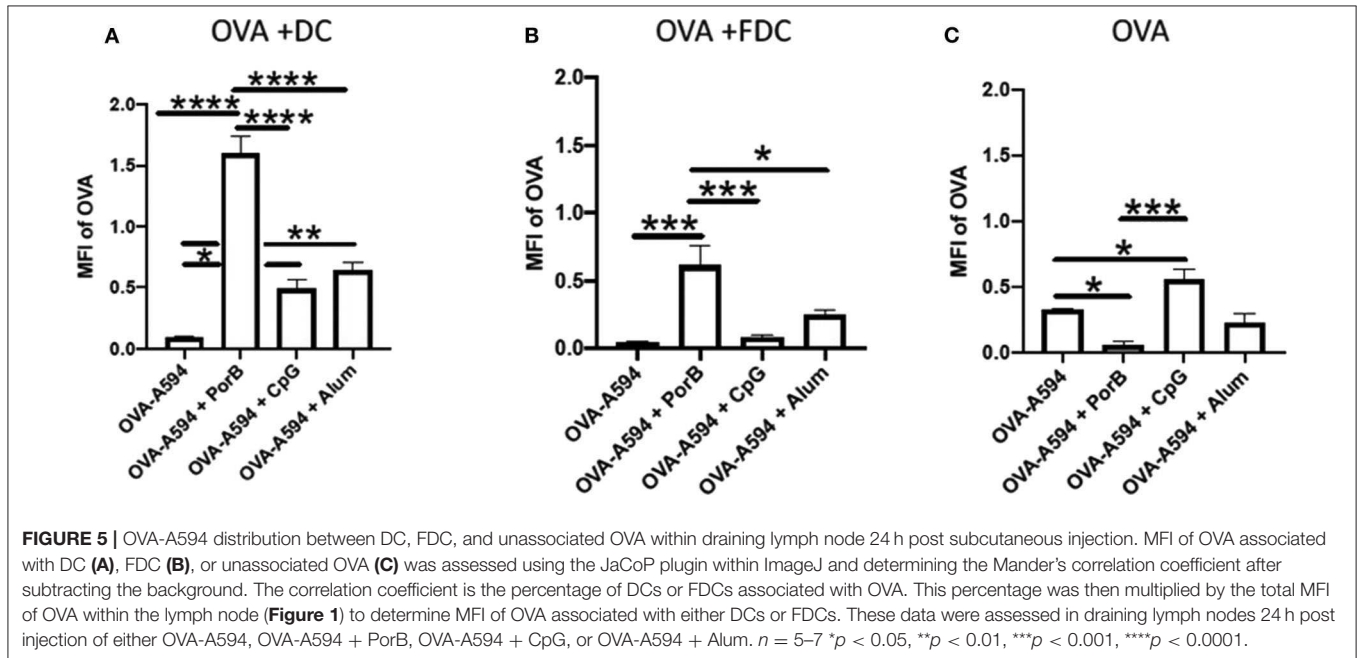 A OVA +DC
MFI of OVA
2.0
1.5
1.0
0.5
0.0
****
****
****
*
**
OVA-A594
OVA-A594 + PorB
OVA-A594 + CpG
OVA-A594 + Alum
B OVA +FDC
MFI of OVA
2.0
1.5
1.0
0.5
0.0
*
***
***
OVA-A594
OVA-A594 + PorB
OVA-A594 + CpG
OVA-A594 + Alum
C OVA
MFI of OVA
2.0
1.5
1.0
0.5
0.0
***
*
*
OVA-A594
OVA-A594 + PorB
OVA-A594 + CpG
OVA-A594 + Alum
FIGURE 5 | OVA-A594 distribution between DC, FDC, and unassociated OVA within draining lymph node 24 h post subcutaneous injection. MFI of OVA associated
with DC (A), FDC (B), or unassociated OVA (C) was assessed using the JaCoP plugin within ImageJ and determining the Mander's correlation coefficient after
subtracting the background. The correlation coefficient is the percentage of DCs or FDCs associated with OVA. This percentage was then multiplied by the total MFI
of OVA within the lymph node (Figure 1) to determine MFI of OVA associated with either DCs or FDCs. These data were assessed in draining lymph nodes 24 h post
injection of either OVA-A594, OVA-A594 + PorB, OVA-A594 + CpG, or OVA-A594 + Alum. n = 5–7 *p < 0.05, **p < 0.01, ***p < 0.001, ****p < 0.0001.